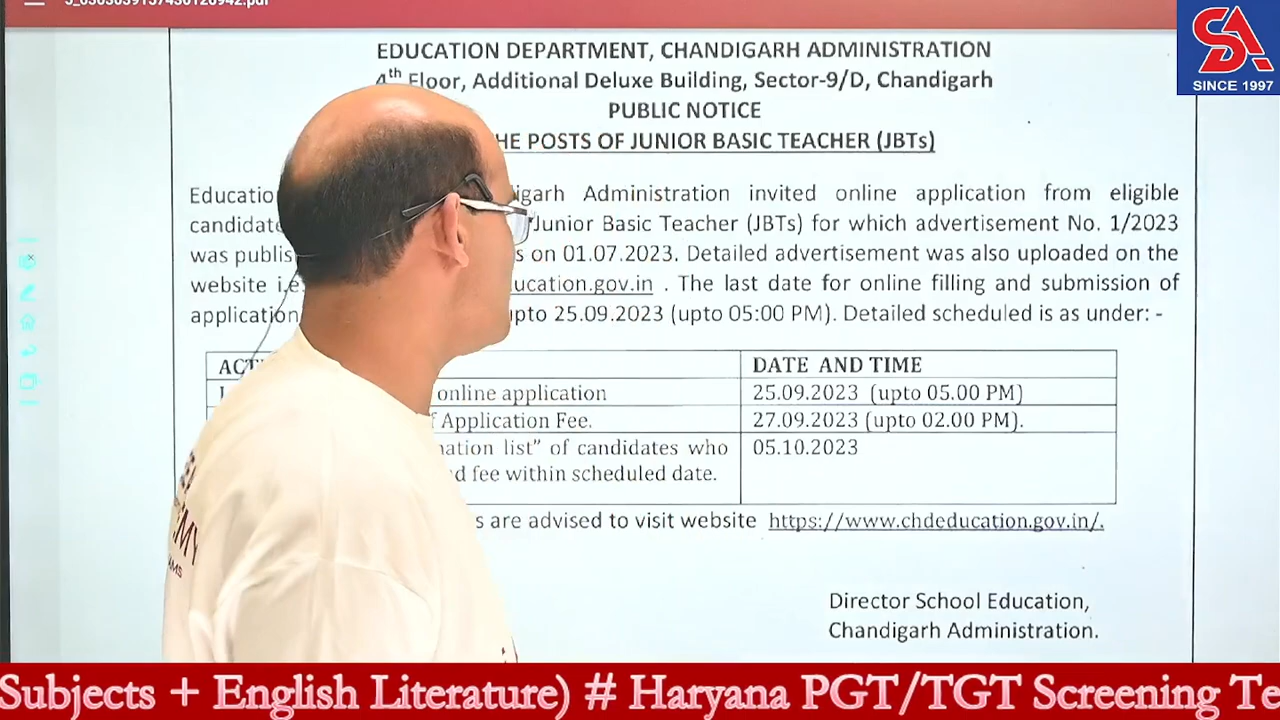 EDUCATION DEPARTMENT, CHANDIGARH ADMINISTRATION
4th Floor, Additional Deluxe Building, Sector-9/D, Chandigarh
PUBLIC NOTICE
THE POSTS OF JUNIOR BASIC TEACHER (JBTs)
Administration invited online application from eligible
Junior Basic Teacher (JBTs) for which advertisement No. 1/2023
was on 01.07.2023. Detailed advertisement was also uploaded on the
website i.e. ucation.gov.in . The last date for online filling and submission of
application upto 25.09.2023 (upto 05:00 PM). Detailed scheduled is as under: -
DATE AND TIME
online application 25.09.2023 (upto 05.00 PM)
Application Fee. 27.09.2023 (upto 02.00 PM).
list” of candidates who 05.10.2023
fee within scheduled date.
are advised to visit website https://www.chdeducation.gov.in/.
Director School Education,
Chandigarh Administration.
SA
SINCE 1997
Subjects + English Literature) # Haryana PGT/TGT Screening Te